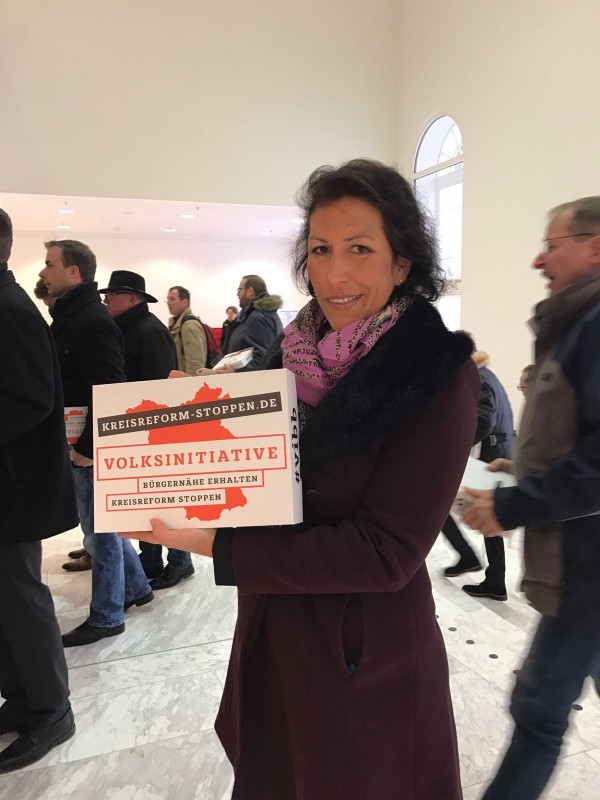 KREISREFORM-STOPPEN.DE
VOLKSINITIATIVE
BÜRGERNÄHE ERHALTEN
KREISREFORM STOPPEN